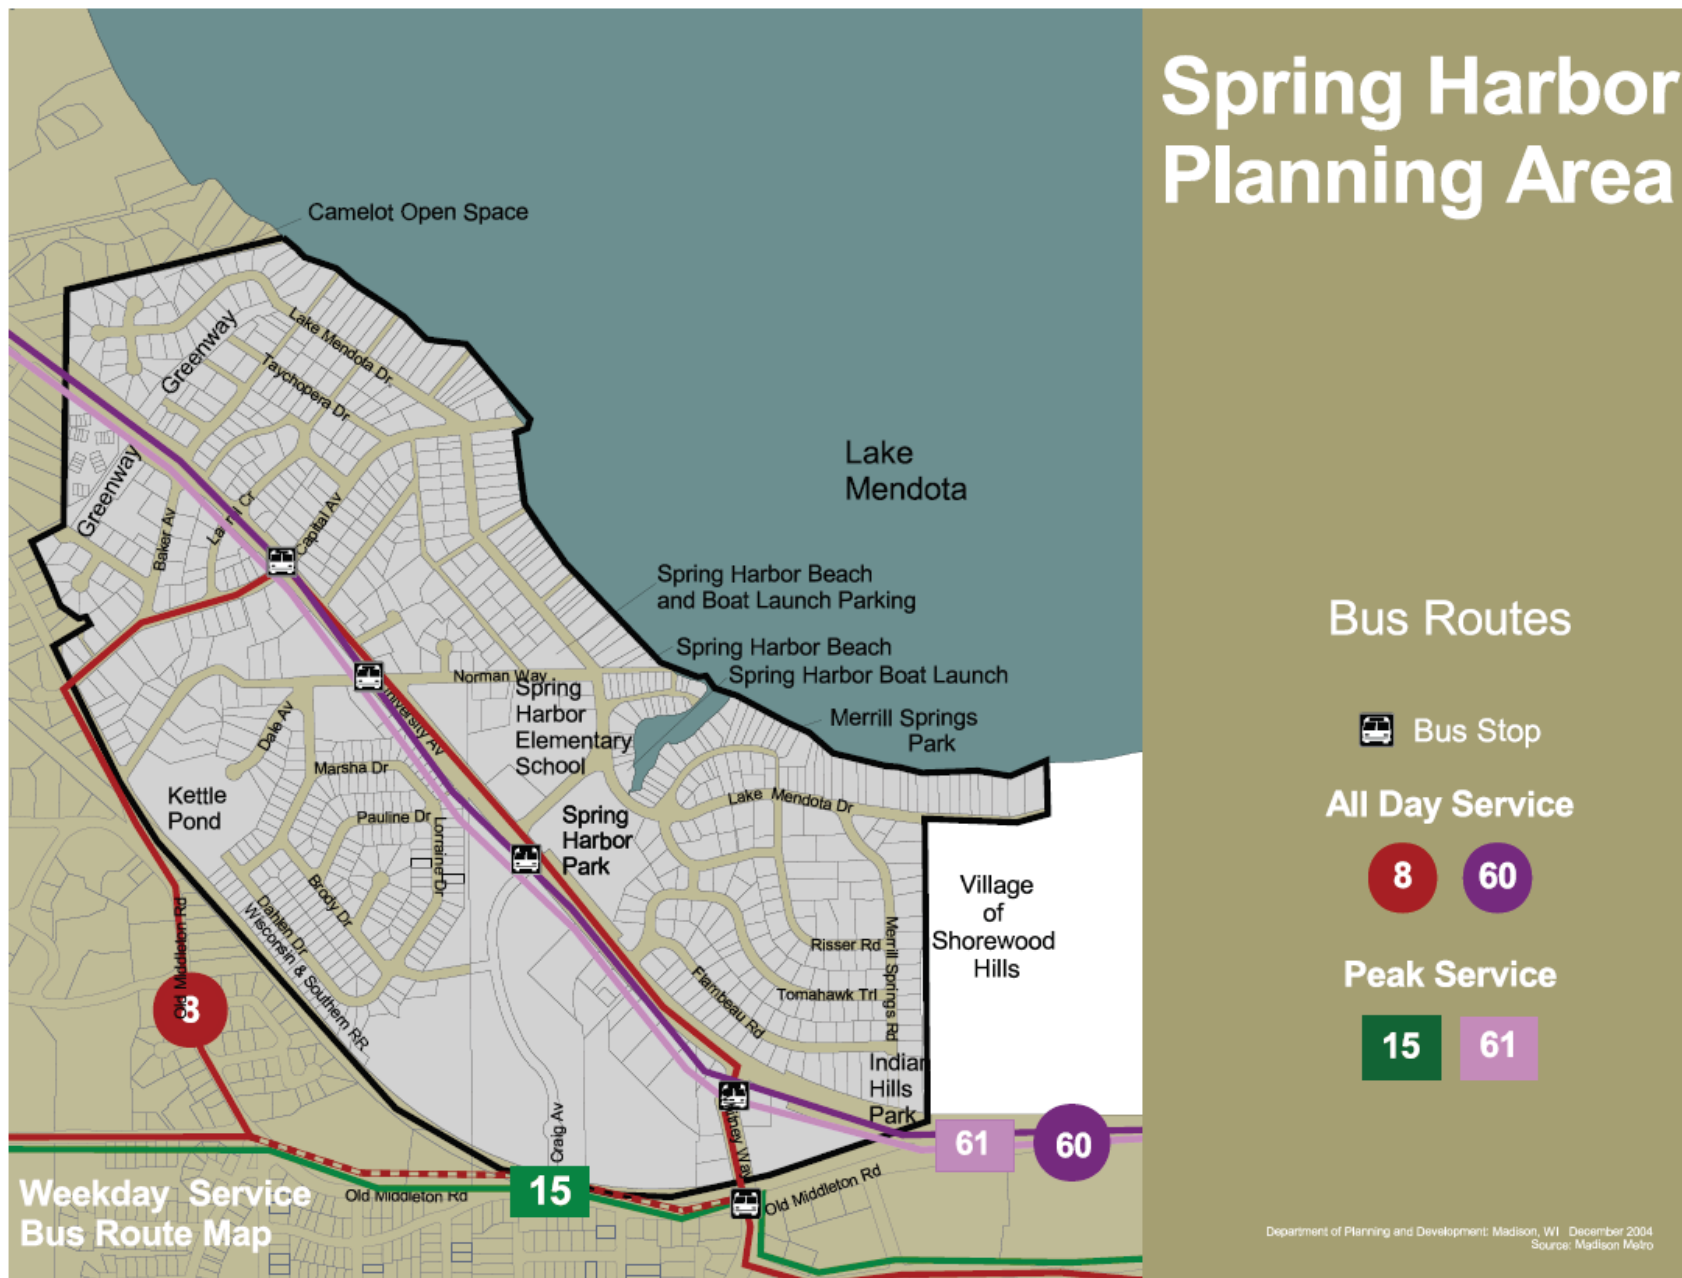 Spring Harbor
Planning Area
Camelot Open Space
Lake Mendota Dr.
Greenway
Taychopera Dr
Greenway
Baker Av
Capital Av
Lake
Mendota
Spring Harbor Beach
and Boat Launch Parking
Spring Harbor Beach
Spring Harbor Boat Launch
Merrill Springs
Park
Norman Way
Spring
Harbor
Elementary
School
University Av
Dale Av
Marsha Dr
Pauline Dr
Lorraine Dr
Kettle
Pond
Spring
Harbor
Park
Lake Mendota Dr
Brody Dr
Dahlen Dr
Wisconsin & Southern RR
Old Middleton Rd
8
Village
of
Shorewood
Hills
Risser Rd
Merrill Springs Rd
Tomahawk Trl
Flambeau Rd
Indian
Hills
Park
Craig Av
61
60
15
Old Middleton Rd
Old Middleton Rd
Weekday Service
Bus Route Map
Bus Routes
Bus Stop
All Day Service
8
60
Peak Service
15
61
Department of Planning and Development: Madison, WI December 2004
Source: Madison Metro